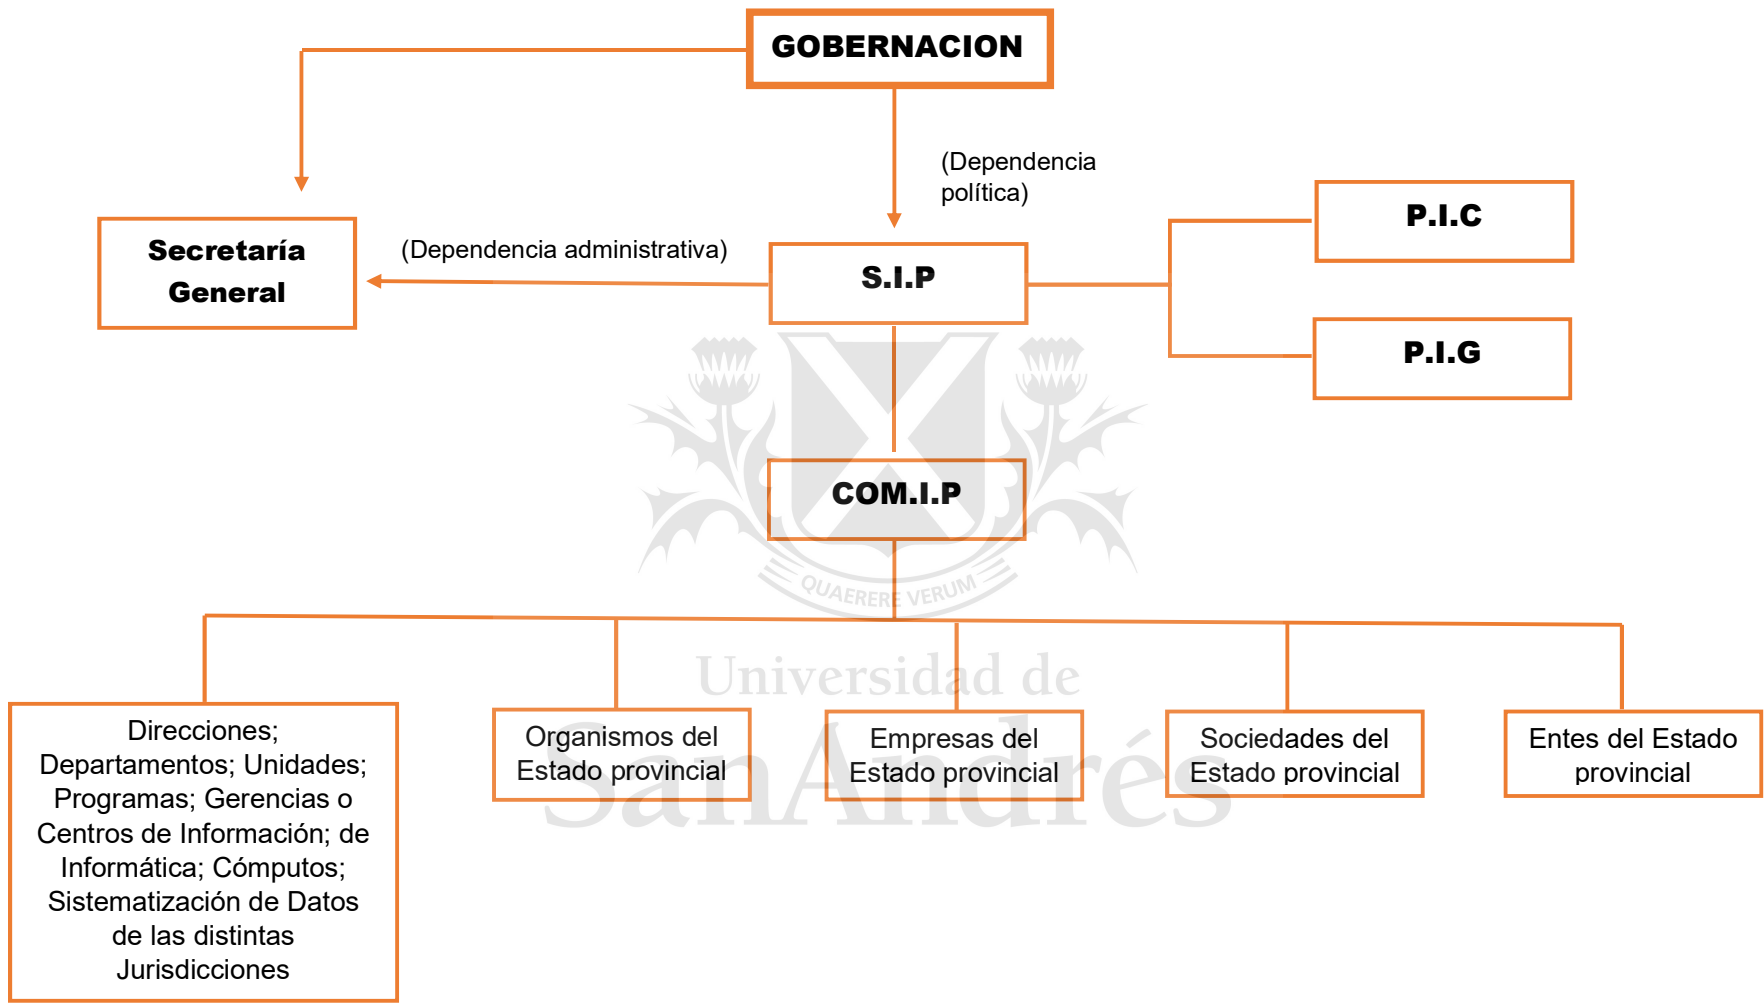 GOBERNACION
(Dependencia
política)
P.I.C
Secretaría
General
(Dependencia administrativa)
S.I.P
P.I.G
COM.I.P
QUAERERE VERUM
Universidad de
SanAndrés
Direcciones;
Departamentos; Unidades;
Programas; Gerencias o
Centros de Información; de
Informática; Cómputos;
Sistematización de Datos
de las distintas
Jurisdicciones
Organismos del
Estado provincial
Empresas del
Estado provincial
Sociedades del
Estado provincial
Entes del Estado
provincial